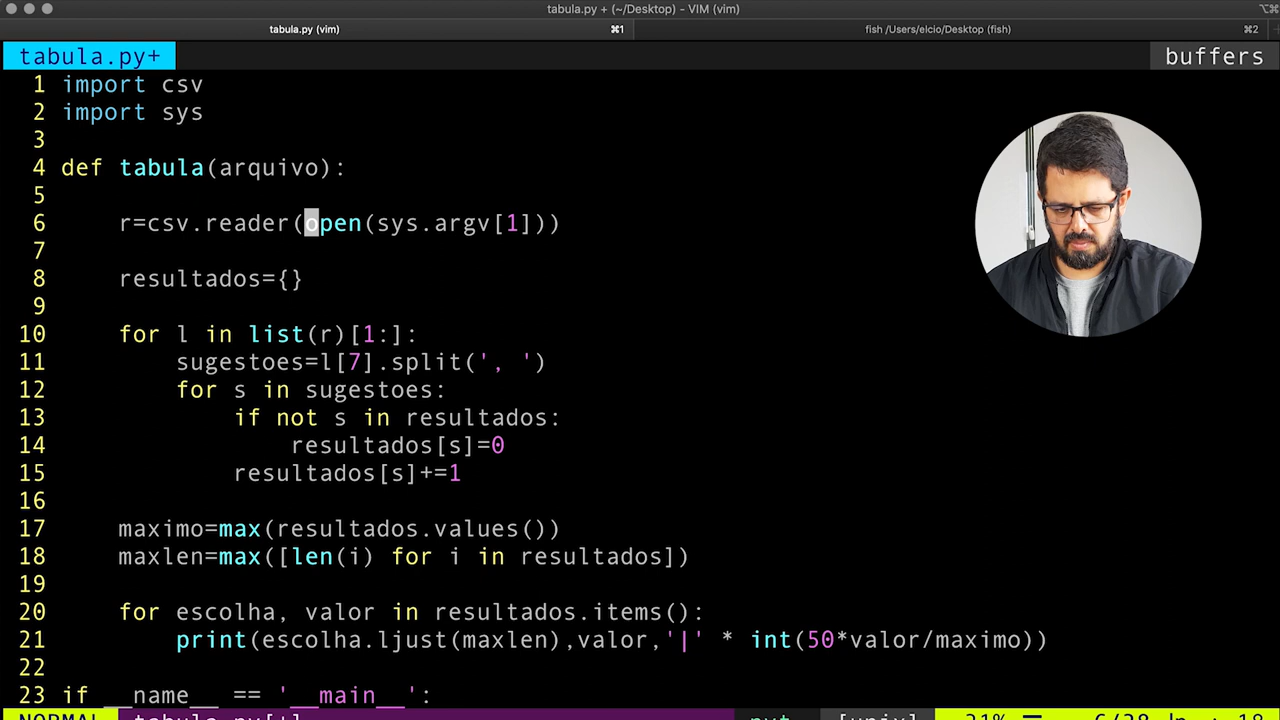 tabula.py + (~/Desktop) - VIM (vim)
tabula.py (vim) ⌘1 fish /Users/elcio/Desktop (fish) ⌘2
tabula.py+ buffers
1 import csv
2 import sys
3
4 def tabula(arquivo):
5
6     r=csv.reader(open(sys.argv[1]))
7
8     resultados={}
9
10     for l in list(r)[1:]:
11         sugestoes=l[7].split(', ')
12         for s in sugestoes:
13             if not s in resultados:
14                 resultados[s]=0
15             resultados[s]+=1
16
17     maximo=max(resultados.values())
18     maxlen=max([len(i) for i in resultados])
19
20     for escolha, valor in resultados.items():
21         print(escolha.ljust(maxlen),valor,'|' * int(50*valor/maximo))
22
23 if __name__ == '__main__':
NORMAL tabula.py[+]